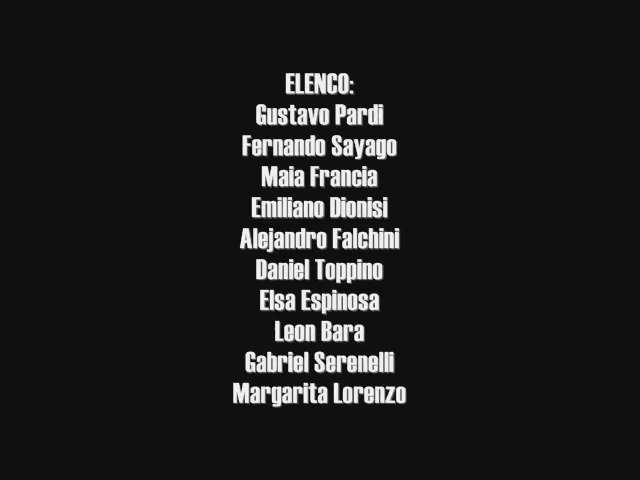 ELENCO:
Gustavo Pardi
Fernando Sayago
Maia Francia
Emiliano Dionisi
Alejandro Falchini
Daniel Toppino
Elsa Espinosa
Leon Bara
Gabriel Serenelli
Margarita Lorenzo